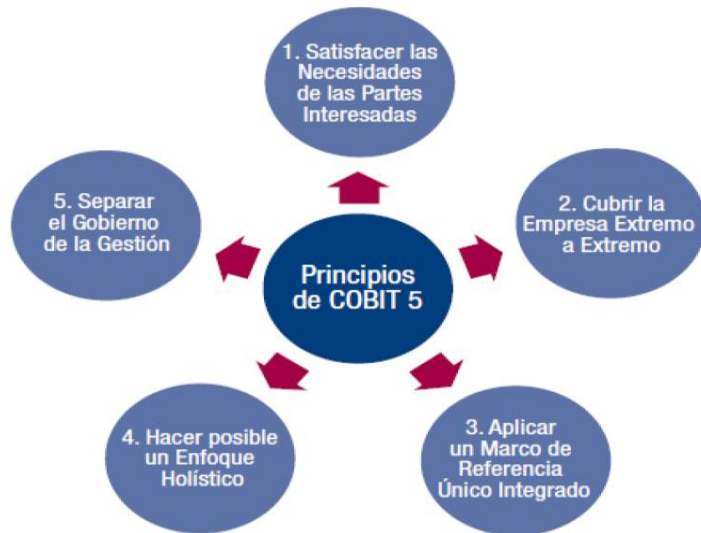 1. Satisfacer las
Necesidades
de las Partes
Interesadas
5. Separar
el Gobierno
de la Gestión
2. Cubrir la
Empresa Extremo
a Extremo
Principios
de COBIT 5
4. Hacer posible
un Enfoque
Holístico
3. Aplicar
un Marco de
Referencia
Único Integrado